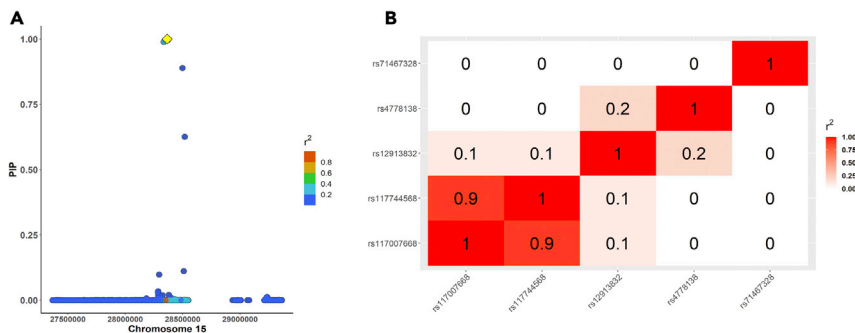 A
1.00
0.75
0.50
0.25
0.00
PIP
27500000 28000000 28500000 29000000
Chromosome 15
r2
0.8
0.6
0.4
0.2
B
rs71467328 0 0 0 0 1
rs4778138 0 0 0.2 1 0
rs12913832 0.1 0.1 1 0.2 0
rs117744568 0.9 1 0.1 0 0
rs117007668 1 0.9 0.1 0 0
rs117007668 rs117744568 rs12913832 rs4778138 rs71467328
r2
1.00
0.75
0.50
0.25
0.00